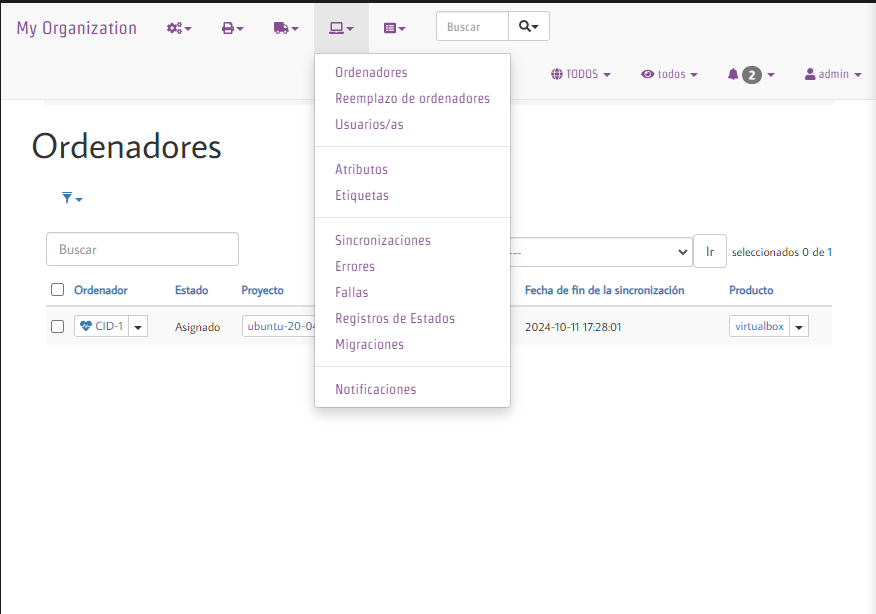 My Organization
Buscar
TODOS
todos
2
admin
Ordenadores
Reemplazo de ordenadores
Usuarios/as
Atributos
Etiquetas
Sincronizaciones
Errores
Fallas
Registros de Estados
Migraciones
Notificaciones
Ordenadores
Buscar
---
Ir
seleccionados 0 de 1
Ordenador Estado Proyecto Fecha de fin de la sincronización Producto
CID-1 Asignado ubuntu-20-04 2024-10-11 17:28:01 virtualbox